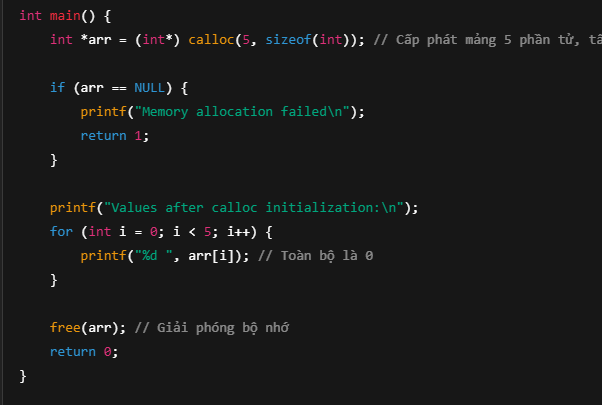 int main() {
    int *arr = (int*) calloc(5, sizeof(int)); // Cấp phát mảng 5 phần tử,
    if (arr == NULL) {
        printf("Memory allocation failed\n");
        return 1;
    }
    printf("Values after calloc initialization:\n");
    for (int i = 0; i < 5; i++) {
        printf("%d ", arr[i]); // Toàn bộ là 0
    }
    free(arr); // Giải phóng bộ nhớ
    return 0;
}